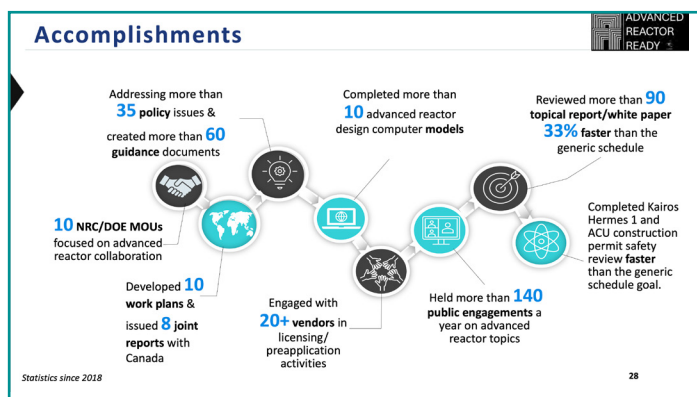 Accomplishments
ADVANCED
REACTOR
READY
Addressing more than
35 policy issues &
created more than 60
guidance documents
Completed more than
10 advanced reactor
design computer models
Reviewed more than 90
topical report/white paper
33% faster than the
generic schedule
10 NRC/DOE MOUs
focused on advanced
reactor collaboration
Developed 10
work plans &
issued 8 joint
reports with
Canada
Engaged with
20+ vendors in
licensing/
preapplication
activities
Held more than 140
public engagements a
year on advanced
reactor topics
Completed Kairos
Hermes 1 and
ACU construction
permit safety
review faster
than the generic
schedule goal.
Statistics since 2018
28